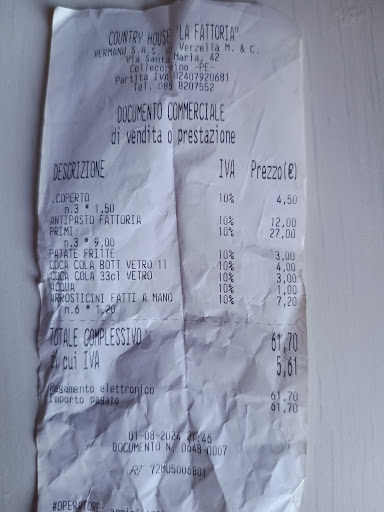 COUNTRY HOUSE "LA FATTORIA"
VERMANU S.A.S. di Verzella M. & C.
Via Santa Maria, 42
Collecorvino -PE-
Partita Iva 02407920681
Tel. 085 8207552
DOCUMENTO COMMERCIALE
di vendita o prestazione
DESCRIZIONE IVA Prezzo(€)
.COPERTO 10% 4,50
n.3 * 1,50
ANTIPASTO FATTORIA 10% 12,00
PRIMI 10% 27,00
n.3 * 9,00
PATATE FRITTE 10% 3,00
COCA COLA BOTT VETRO 1l 10% 4,00
COCA COLA 33cl VETRO 10% 3,00
ACQUA 10% 1,00
ARROSTICINI FATTI A MANO 10% 7,20
n.6 * 1,20
TOTALE COMPLESSIVO 61,70
di cui IVA 5,61
Pagamento elettronico 61,70
Importo pagato 61,70
01-08-2024 21:46
DOCUMENTO N. 0648-0007
RT 72MU5006801
#OPERATORE: